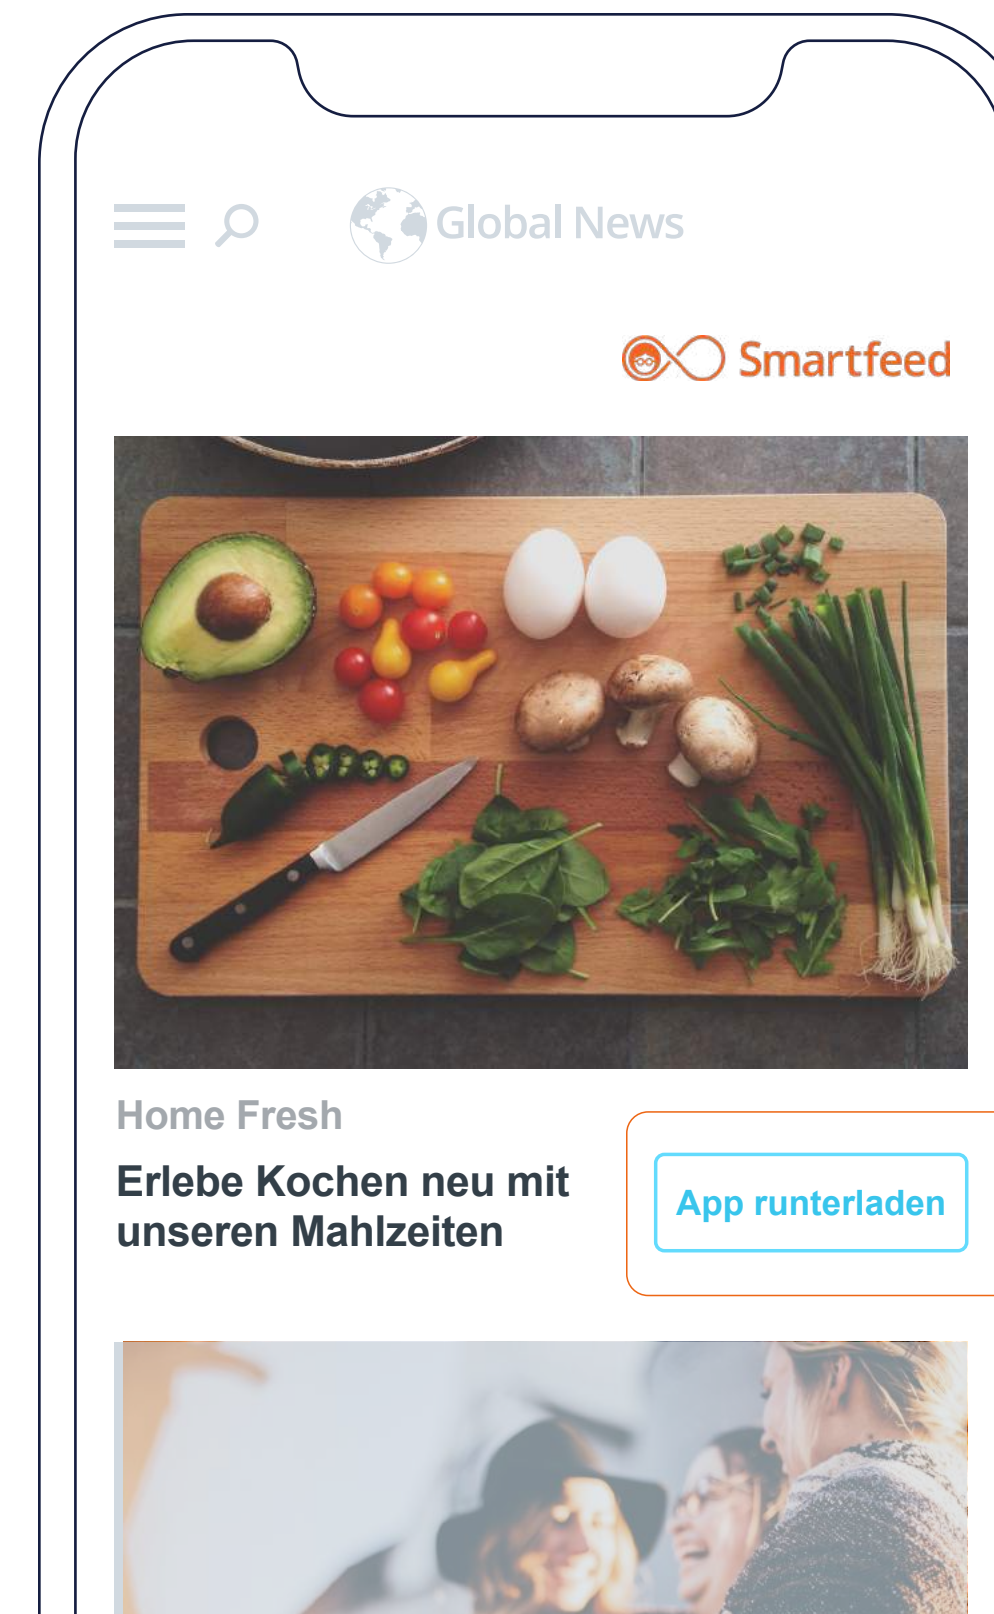 Global News
Smartfeed
Home Fresh
Erlebe Kochen neu mit
unseren Mahlzeiten
App runterladen